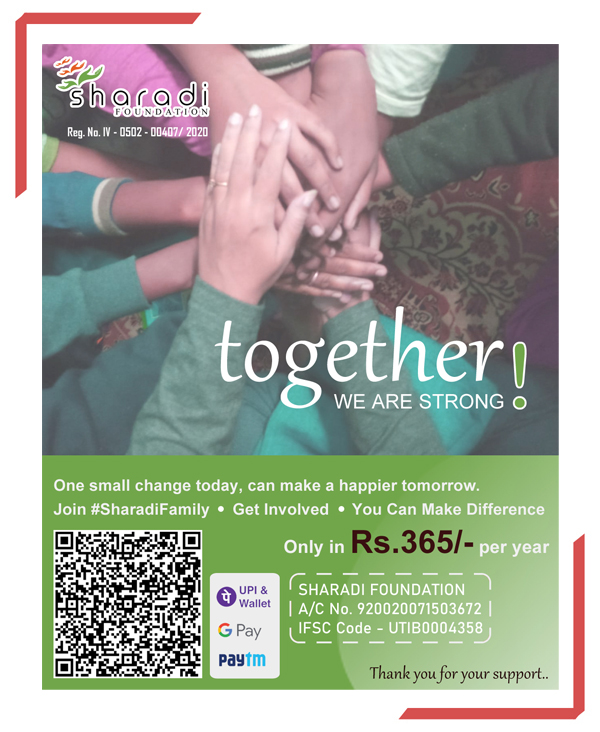 sharadi
FOUNDATION
Reg. No. IV - 0502 - 00407/ 2020
together!
WE ARE STRONG
One small change today, can make a happier tomorrow.
Join #SharadiFamily • Get Involved • You Can Make Difference
Only in Rs.365/- per year
पे UPI &
Wallet
G Pay
paytm
SHARADI FOUNDATION
A/C No. 920020071503672
IFSC Code - UTIB0004358
Thank you for your support..